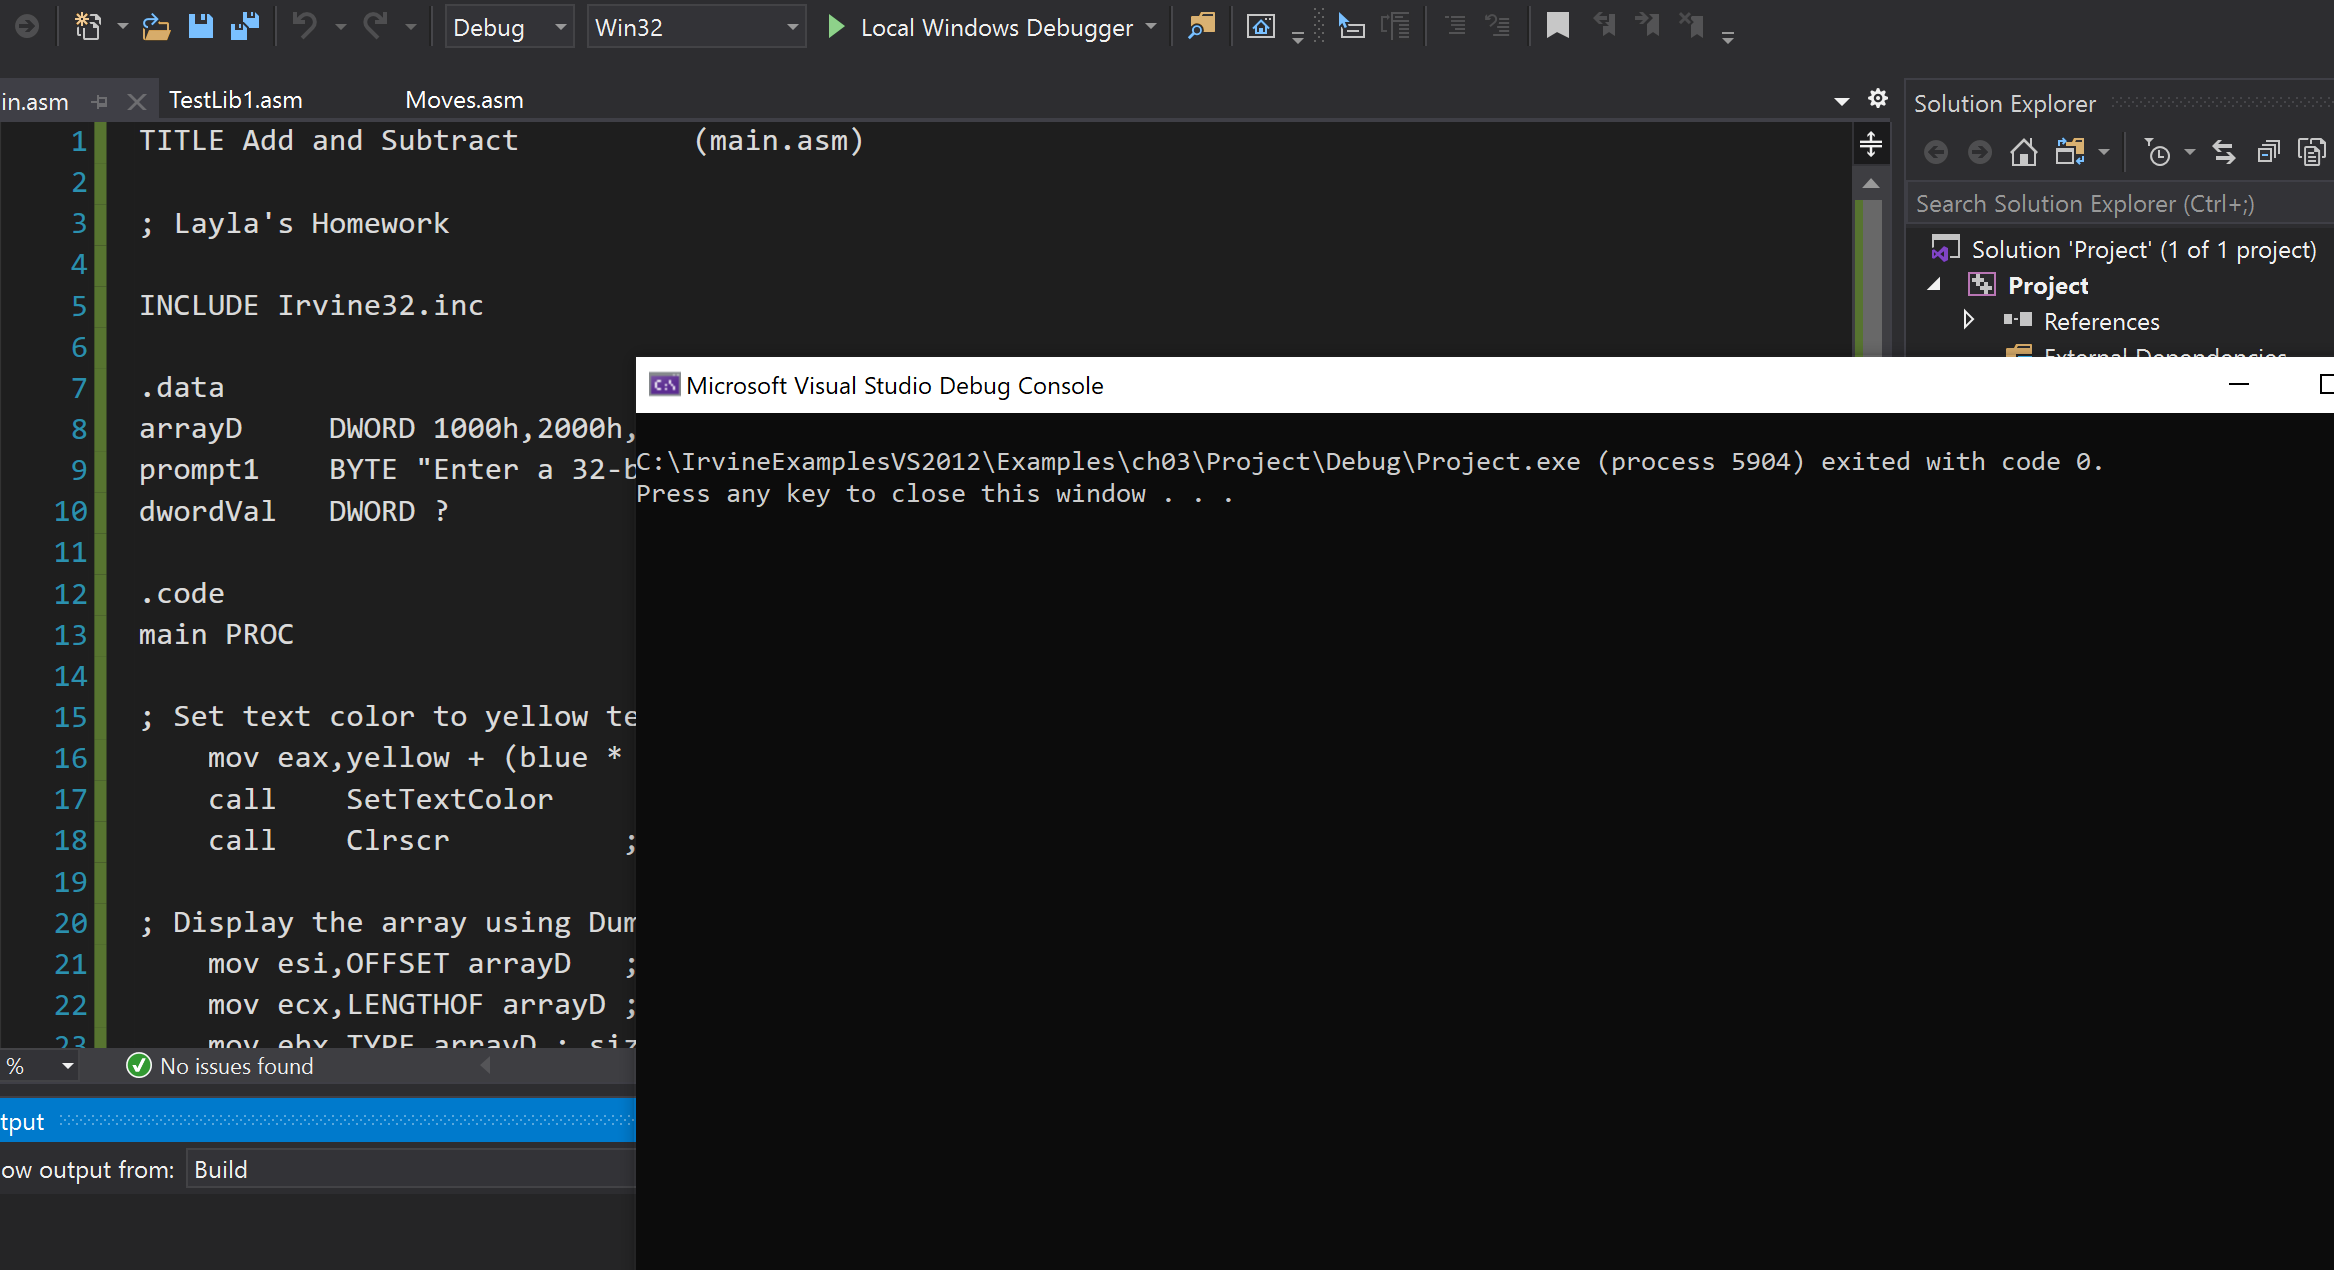 Debug
Win32
Local Windows Debugger
in.asm
TestLib1.asm
Moves.asm
Solution Explorer
Search Solution Explorer (Ctrl+;)
Solution 'Project' (1 of 1 project)
Project
References
External Dependencies
1 TITLE Add and Subtract (main.asm)
2
3 ; Layla's Homework
4
5 INCLUDE Irvine32.inc
6
7 .data
8 arrayD DWORD 1000h,2000h,
9 prompt1 BYTE "Enter a 32-b
10 dwordVal DWORD ?
11
12 .code
13 main PROC
14
15 ; Set text color to yellow te
16 mov eax,yellow + (blue *
17 call SetTextColor
18 call Clrscr ;
19
20 ; Display the array using Dum
21 mov esi,OFFSET arrayD ;
22 mov ecx,LENGTHOF arrayD ;
23 mov ebx,TYPE arrayD ; siz
Microsoft Visual Studio Debug Console
C:\IrvineExamplesVS2012\Examples\ch03\Project\Debug\Project.exe (process 5904) exited with code 0.
Press any key to close this window . . .
%
No issues found
tput
ow output from:
Build